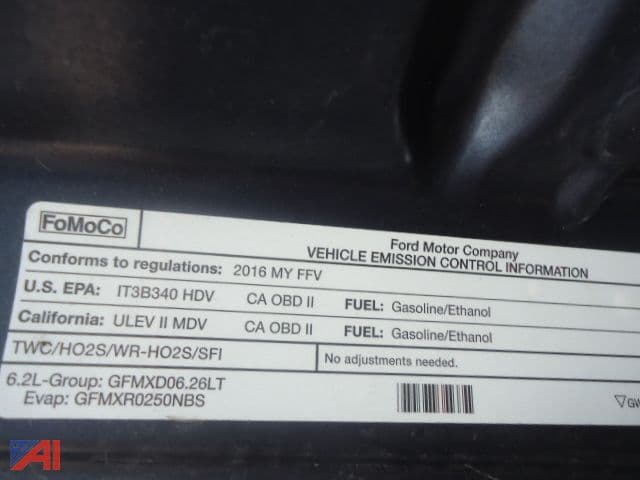 FoMoCo
Ford Motor Company
VEHICLE EMISSION CONTROL INFORMATION
Conforms to regulations: 2016 MY FFV
U.S. EPA: IT3B340 HDV CA OBD II FUEL: Gasoline/Ethanol
California: ULEV II MDV CA OBD II FUEL: Gasoline/Ethanol
TWC/HO2S/WR-HO2S/SFI No adjustments needed.
6.2L-Group: GFMXD06.26LT
Evap: GFMXR0250NBS
AI